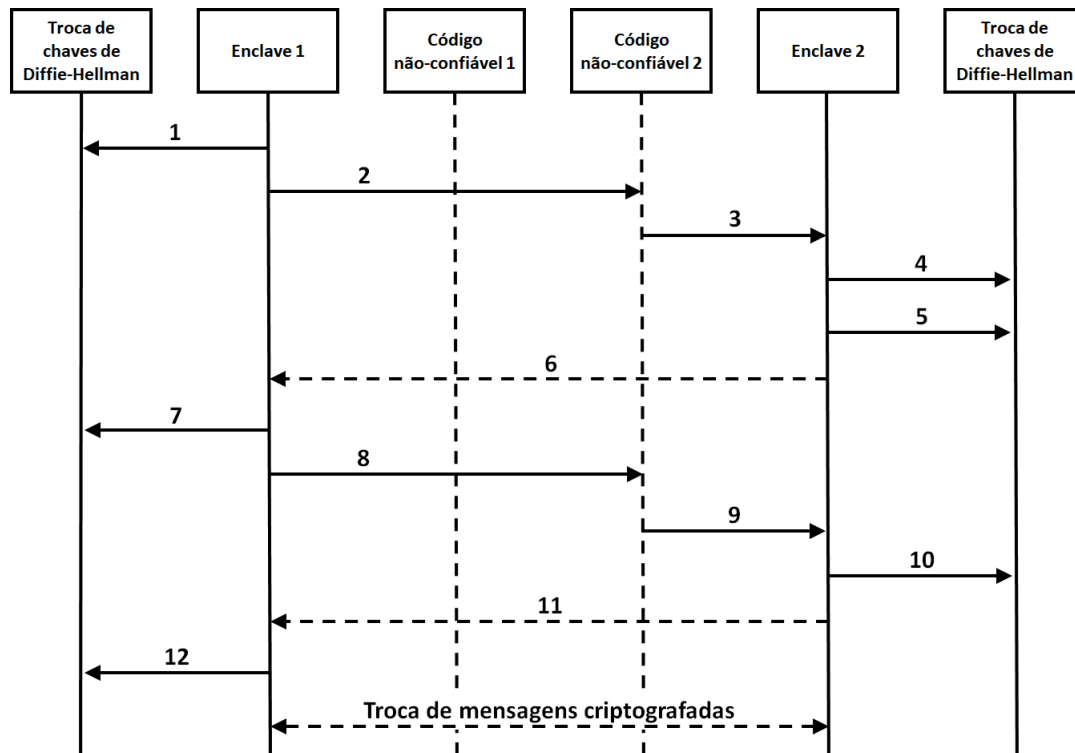 Troca de
chaves de
Diffie-Hellman
Enclave 1
Código
não-confiável 1
Código
não-confiável 2
Enclave 2
Troca de
chaves de
Diffie-Hellman
1
2
3
4
5
6
7
8
9
10
11
12
Troca de mensagens criptografadas